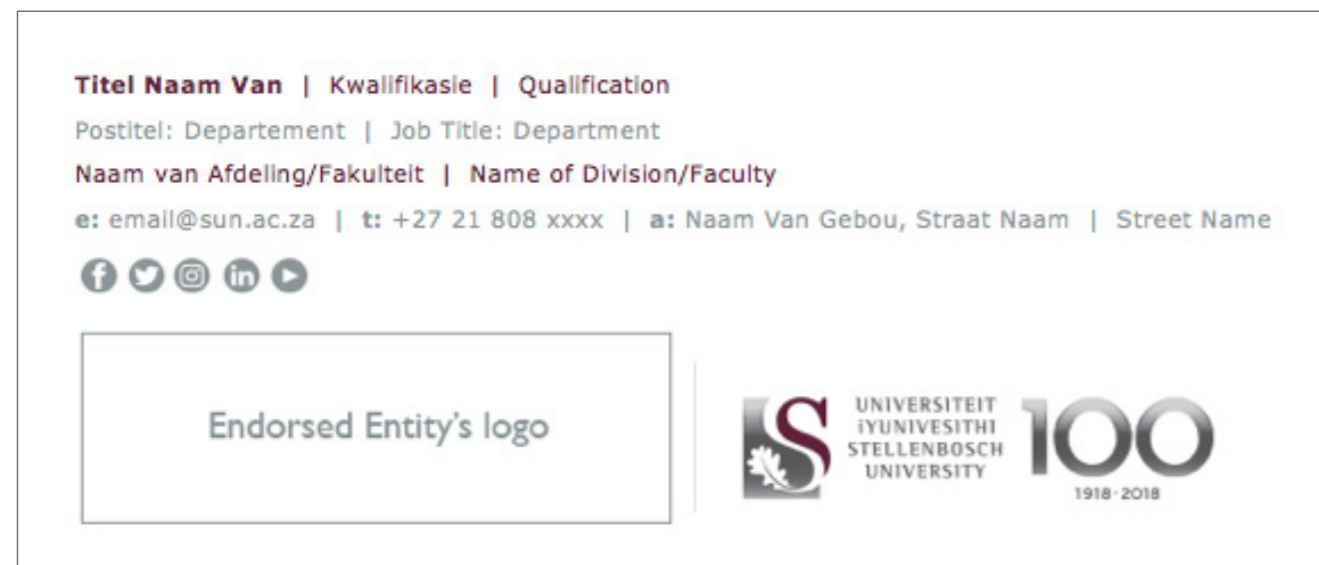 Titel Naam Van | Kwalifikasie | Qualification
Postitel: Departement | Job Title: Department
Naam van Afdeling/Fakulteit | Name of Division/Faculty
e: email@sun.ac.za | t: +27 21 808 xxxx | a: Naam Van Gebou, Straat Naam | Street Name
Endorsed Entity's logo
UNIVERSITEIT
iYUNIVESITHI
STELLENBOSCH
UNIVERSITY
100
1918·2018